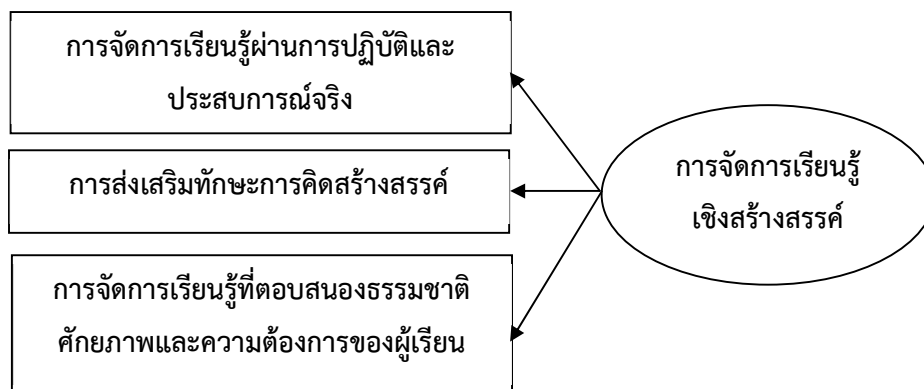 การจัดการเรียนรู้ผ่านการปฏิบัติและ
ประสบการณ์จริง
การส่งเสริมทักษะการคิดสร้างสรรค์
การจัดการเรียนรู้ที่ตอบสนองธรรมชาติ
ศักยภาพและความต้องการของผู้เรียน
การจัดการเรียนรู้
เชิงสร้างสรรค์